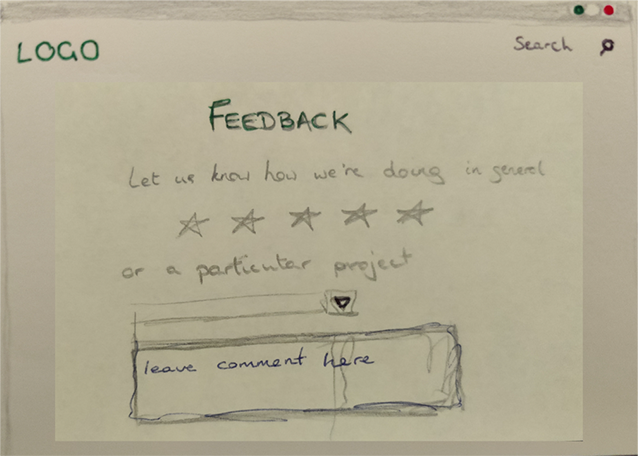 LOGO
Search
FEEDBACK
Let us know how we're doing in general
or a particular project
leave comment here